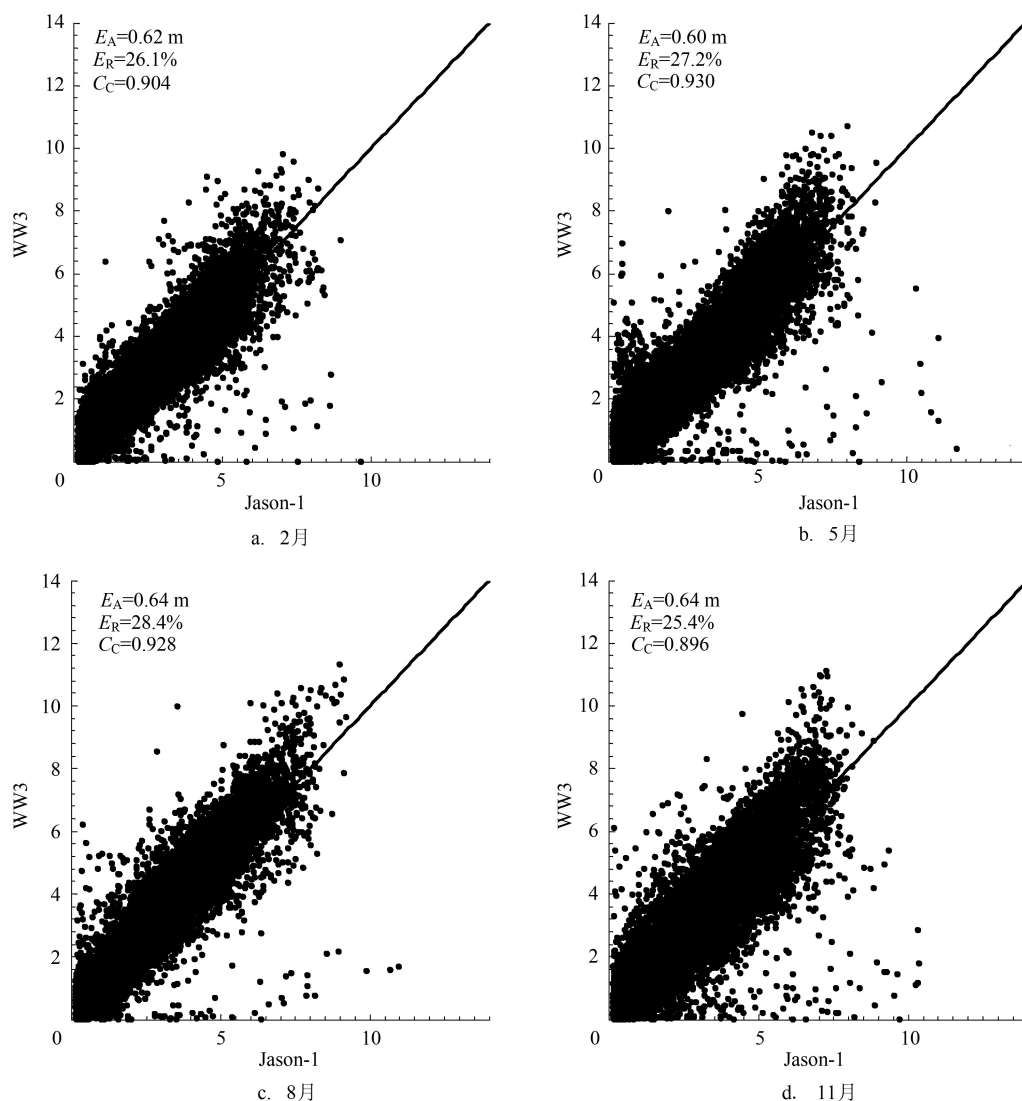 14
12
10
8
6
4
2
0
5
10
WW3
Jason-1
E_A=0.62 m
E_R=26.1%
C_C=0.904
a. 2月
14
12
10
8
6
4
2
0
5
10
WW3
Jason-1
E_A=0.60 m
E_R=27.2%
C_C=0.930
b. 5月
14
12
10
8
6
4
2
0
5
10
WW3
Jason-1
E_A=0.64 m
E_R=28.4%
C_C=0.928
c. 8月
14
12
10
8
6
4
2
0
5
10
WW3
Jason-1
E_A=0.64 m
E_R=25.4%
C_C=0.896
d. 11月